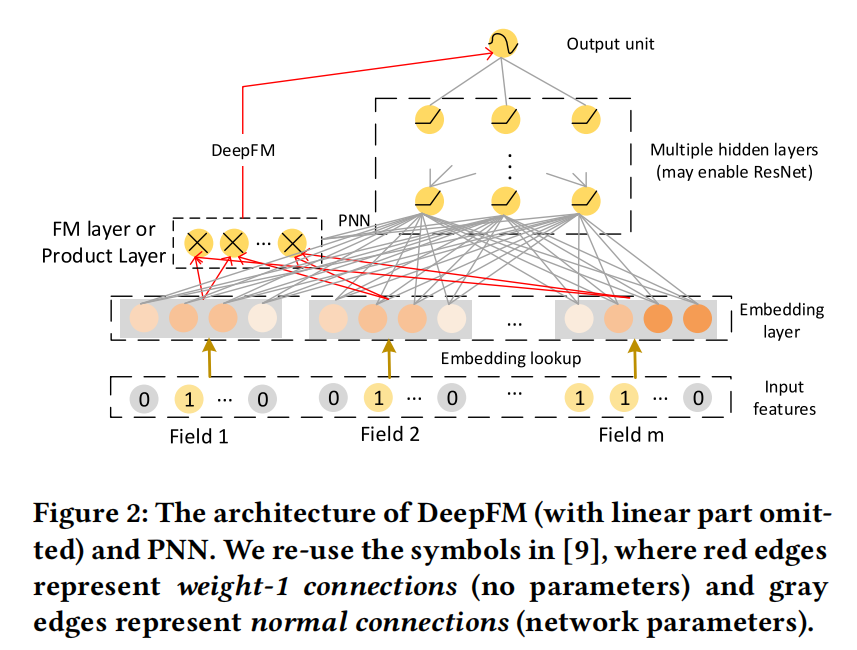 Output unit
Multiple hidden layers
(may enable ResNet)
DeepFM
FM layer or
Product Layer
PNN
Embedding
layer
...
Embedding lookup
0 1 ... 0 0 1 ... 0 ... 1 1 ... 0
Input
features
Field 1 Field 2 Field m
Figure 2: The architecture of DeepFM (with linear part omit-
ted) and PNN. We re-use the symbols in [9], where red edges
represent weight-1 connections (no parameters) and gray
edges represent normal connections (network parameters).